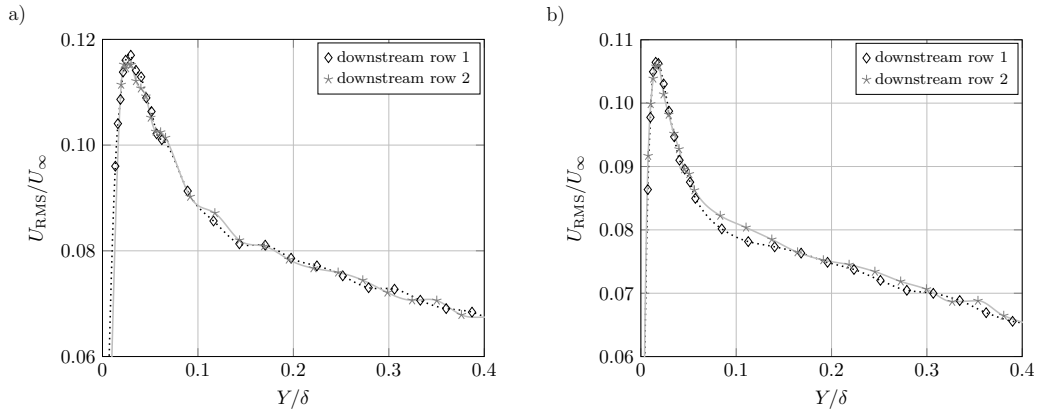 a)
0.12
0.10
0.08
0.06
U_RMS/U_∞
0
0.1
0.2
0.3
0.4
Y/δ
downstream row 1
downstream row 2
b)
0.11
0.10
0.09
0.08
0.07
0.06
U_RMS/U_∞
0
0.1
0.2
0.3
0.4
Y/δ
downstream row 1
downstream row 2